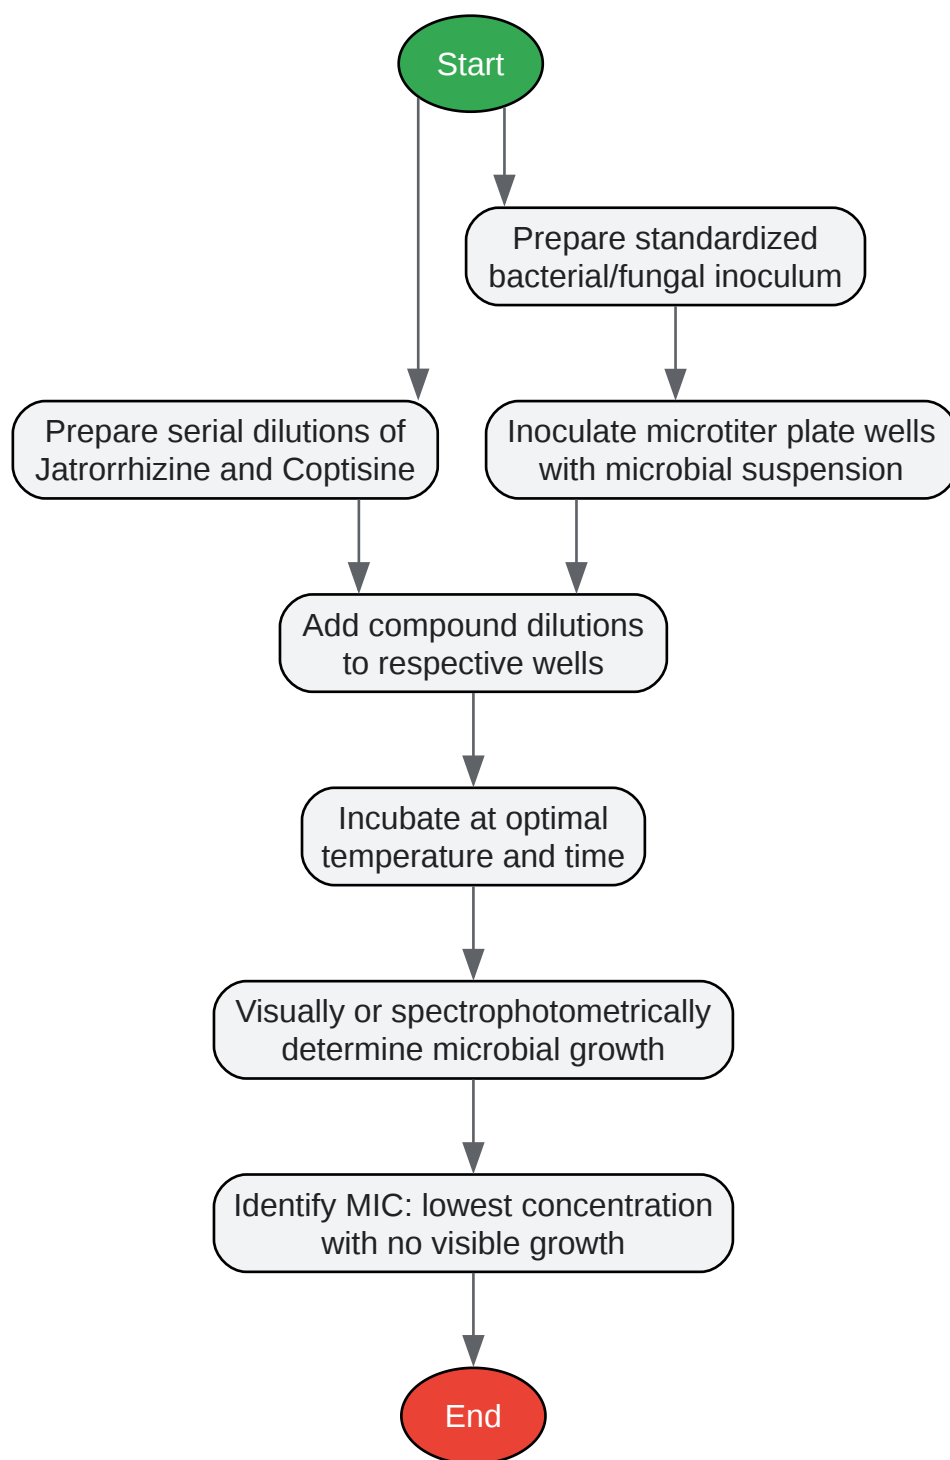 Start
Prepare standardized
bacterial/fungal inoculum
Prepare serial dilutions of
Jatrorrhizine and Coptisine
Inoculate microtiter plate wells
with microbial suspension
Add compound dilutions
to respective wells
Incubate at optimal
temperature and time
Visually or spectrophotometrically
determine microbial growth
Identify MIC: lowest concentration
with no visible growth
End